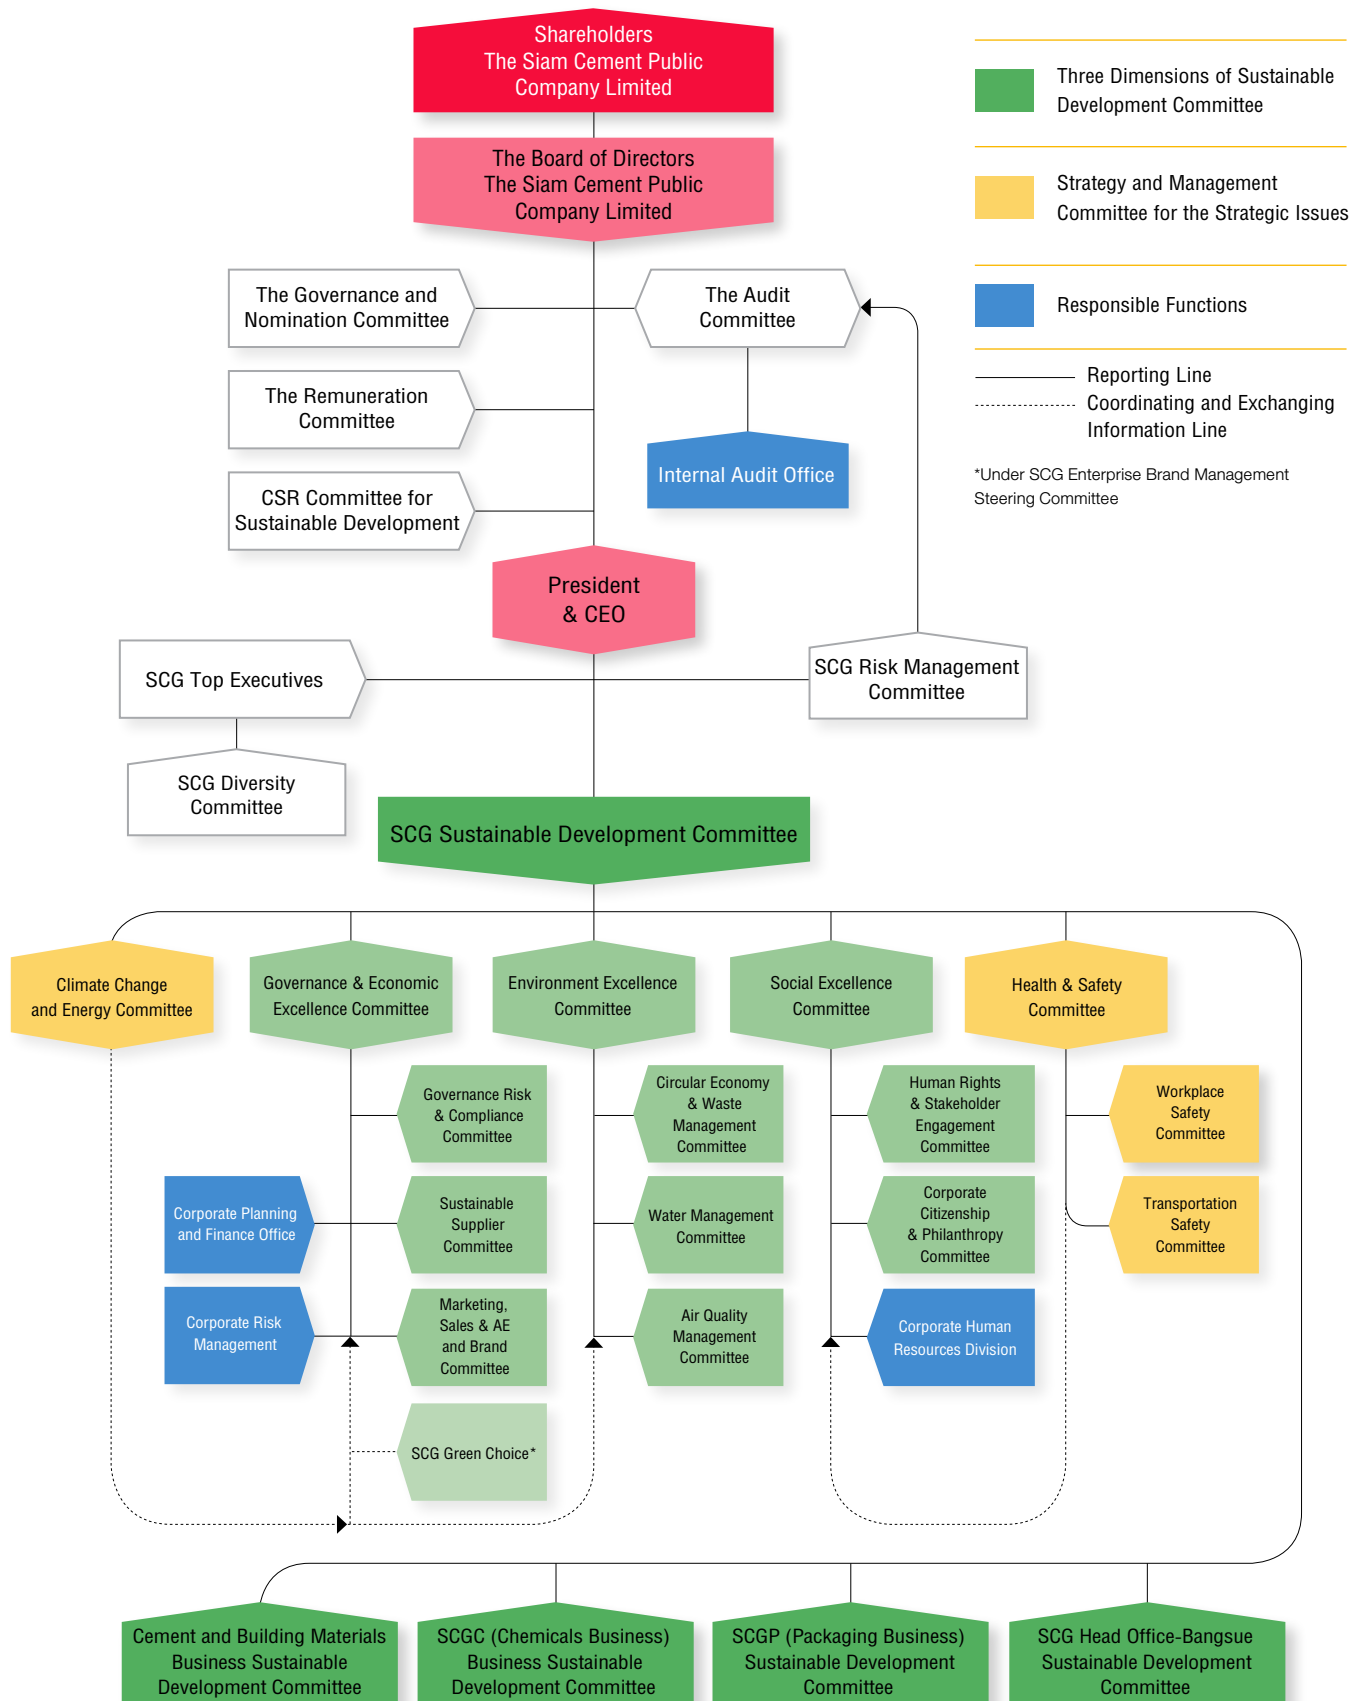 Shareholders
The Siam Cement Public
Company Limited
The Board of Directors
The Siam Cement Public
Company Limited
Three Dimensions of Sustainable
Development Committee
Strategy and Management
Committee for the Strategic Issues
Responsible Functions
Reporting Line
Coordinating and Exchanging
Information Line
*Under SCG Enterprise Brand Management
Steering Committee
The Governance and
Nomination Committee
The Audit
Committee
The Remuneration
Committee
Internal Audit Office
CSR Committee for
Sustainable Development
President
& CEO
SCG Top Executives
SCG Risk Management
Committee
SCG Diversity
Committee
SCG Sustainable Development Committee
Climate Change
and Energy Committee
Governance & Economic
Excellence Committee
Environment Excellence
Committee
Social Excellence
Committee
Health & Safety
Committee
Governance Risk
& Compliance
Committee
Circular Economy
& Waste
Management
Committee
Human Rights
& Stakeholder
Engagement
Committee
Workplace
Safety
Committee
Corporate Planning
and Finance Office
Sustainable
Supplier
Committee
Water Management
Committee
Corporate
Citizenship
& Philanthropy
Committee
Transportation
Safety
Committee
Corporate Risk
Management
Marketing,
Sales & AE
and Brand
Committee
Air Quality
Management
Committee
Corporate Human
Resources Division
SCG Green Choice*
Cement and Building Materials
Business Sustainable
Development Committee
SCGC (Chemicals Business)
Business Sustainable
Development Committee
SCGP (Packaging Business)
Sustainable Development
Committee
SCG Head Office-Bangsue
Sustainable Development
Committee